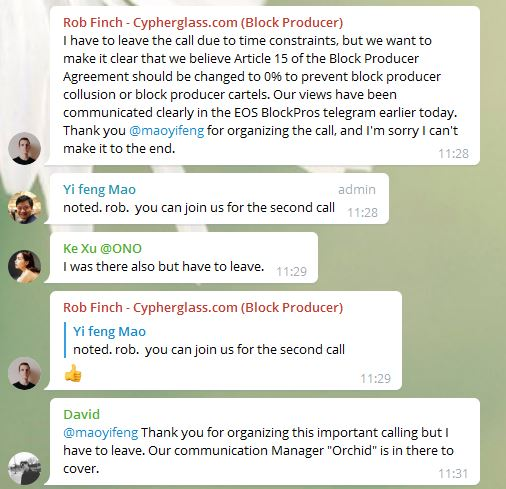 Rob Finch - Cypherglass.com (Block Producer)
I have to leave the call due to time constraints, but we want to
make it clear that we believe Article 15 of the Block Producer
Agreement should be changed to 0% to prevent block producer
collusion or block producer cartels. Our views have been
communicated clearly in the EOS BlockPros telegram earlier today.
Thank you @maoyifeng for organizing the call, and I'm sorry I can't
make it to the end.
11:28
Yi feng Mao admin
noted. rob. you can join us for the second call 11:28
Ke Xu @ONO
I was there also but have to leave. 11:29
Rob Finch - Cypherglass.com (Block Producer)
Yi feng Mao
noted. rob. you can join us for the second call
👍
11:29
David
@maoyifeng Thank you for organizing this important calling but I
have to leave. Our communication Manager "Orchid" is in there to
cover.
11:31